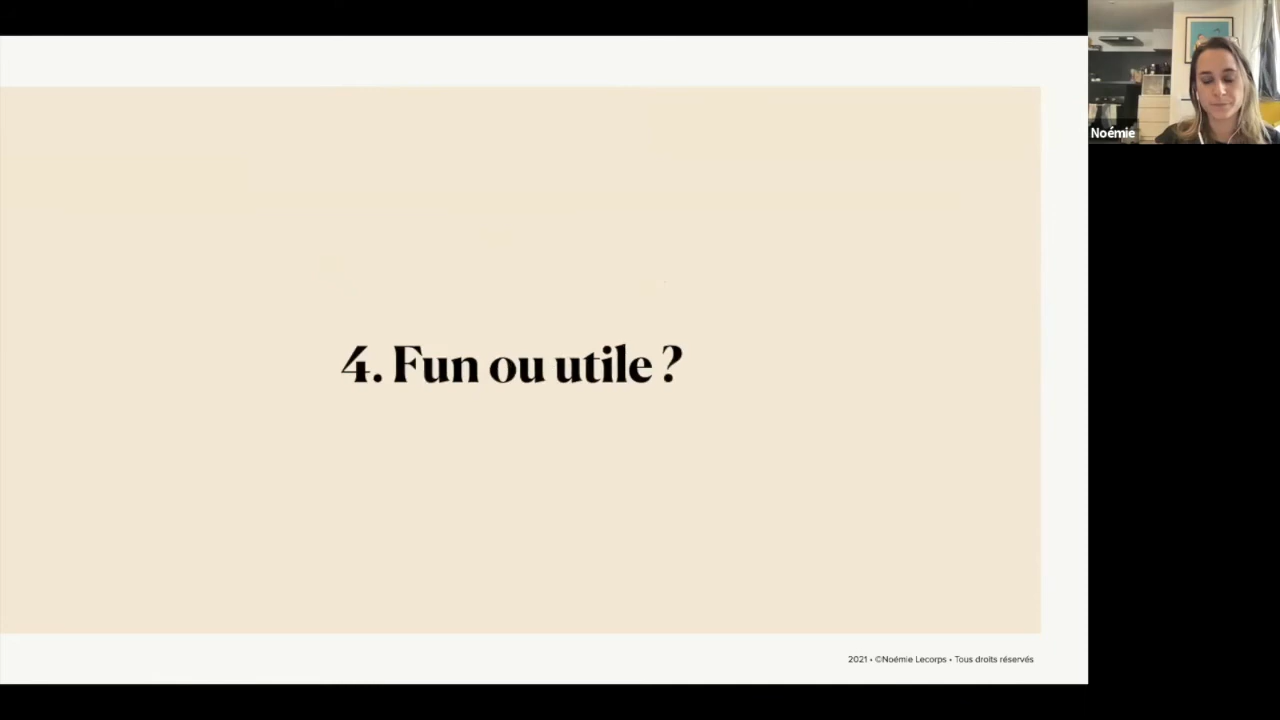 Noémie
4. Fun ou utile ?
2021 • ©Noémie Lecorps • Tous droits réservés